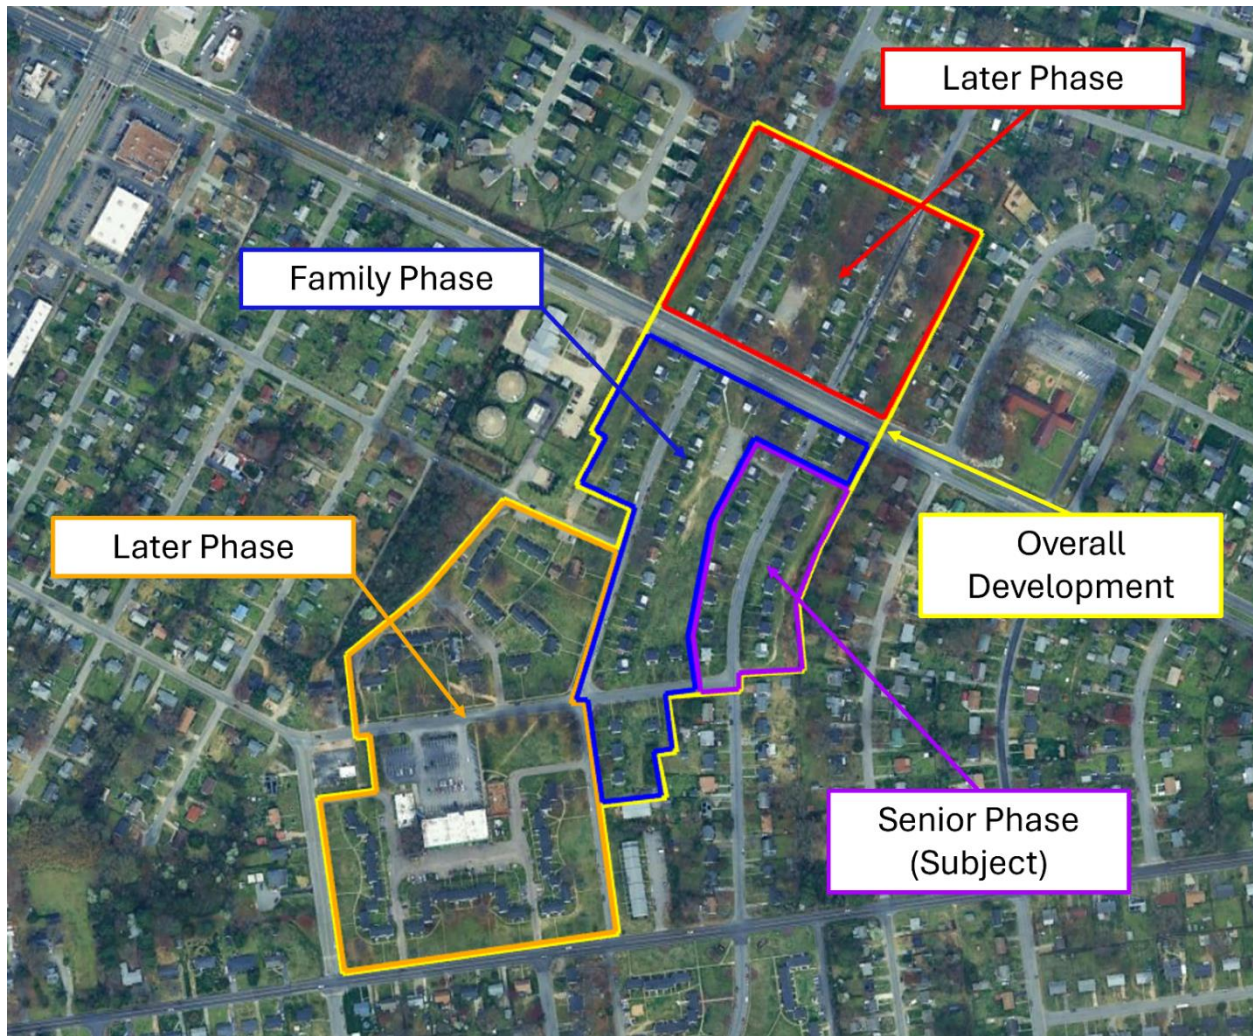 Later Phase
Family Phase
Later Phase
Overall
Development
Senior Phase
(Subject)